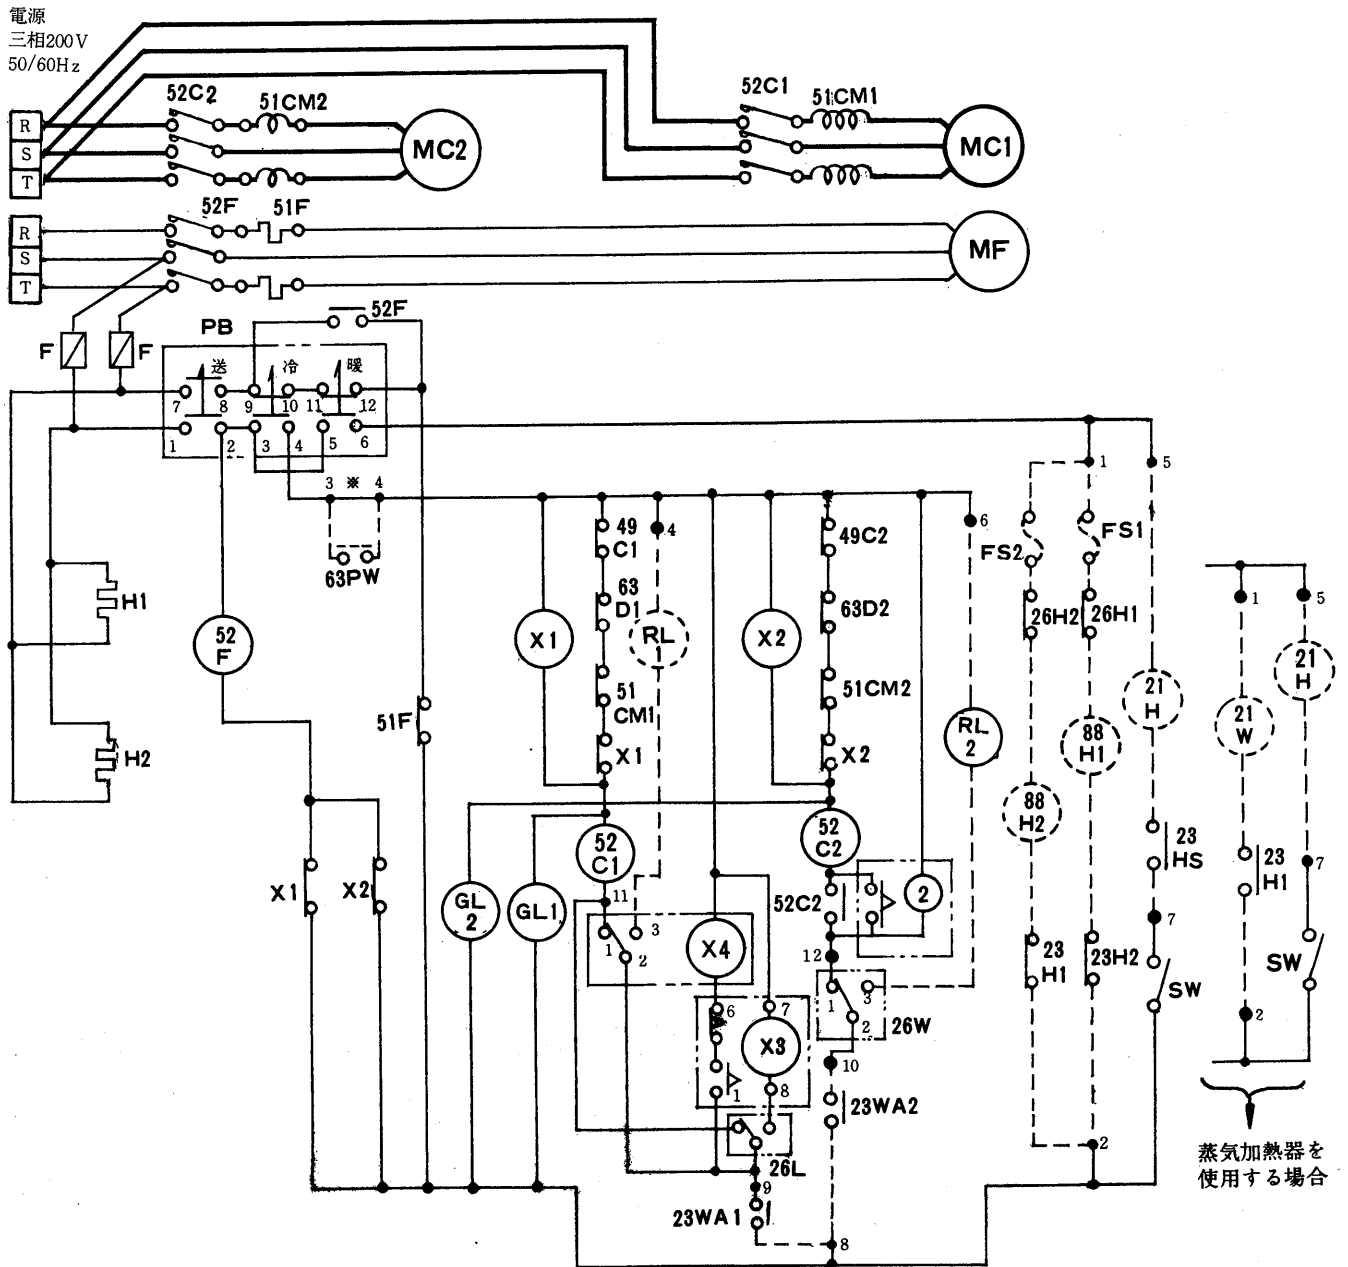 電源
三相200V
50/60Hz
52C2
51CM2
52C1
51CM1
R
S
T
MC2
MC1
52F
51F
R
S
T
MF
52F
PB
F
F
送
冷
暖
7
8
9
10
11
12
1
2
3
4
5
6
3
※
4
63PW
1
5
FS2
FS1
49
C1
4
49C2
6
H1
63
D1
63D2
26H2
26H1
1
5
52
F
X1
RL
X2
21
H
51
CM1
51CM2
21
H
51F
X1
X2
RL
2
88
H1
21
W
H2
88
H2
52
C1
52
C2
23
HS
7
23
H1
X1
X2
GL
2
GL1
11
52C2
2
7
1
3
2
X4
12
23
H1
23H2
SW
SW
6
7
X3
1
3
2
26W
2
1
8
10
23WA2
26L
2
9
23WA1
8
蒸気加熱器を
使用する場合